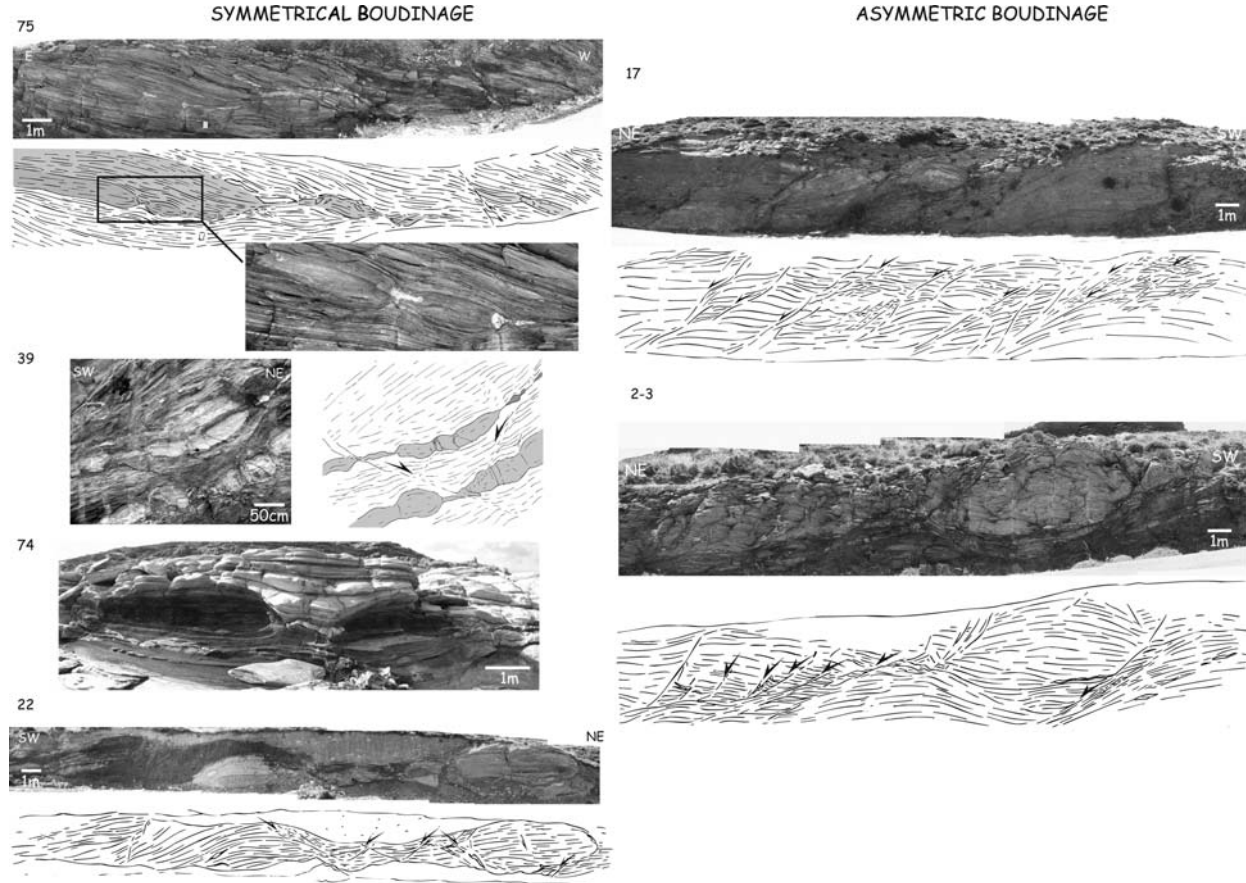 SYMMETRICAL BOUDINAGE
75
E
W
1m
39
SW
NE
50cm
74
1m
22
SW
NE
1m
ASYMMETRIC BOUDINAGE
17
NE
SW
1m
2-3
NE
SW
1m